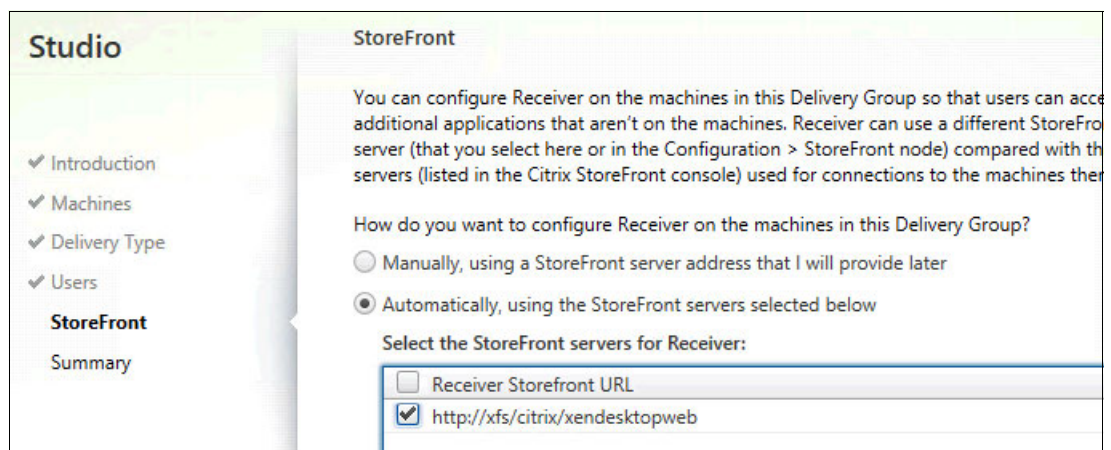 Studio
Introduction
Machines
Delivery Type
Users
StoreFront
Summary
StoreFront
You can configure Receiver on the machines in this Delivery Group so that users can
additional applications that aren't on the machines. Receiver can use a different
server (that you select here or in the Configuration > StoreFront node) compared with
servers (listed in the Citrix StoreFront console) used for connections to the machines
How do you want to configure Receiver on the machines in this Delivery Group?
Manually, using a StoreFront server address that I will provide later
Automatically, using the StoreFront servers selected below
Select the StoreFront servers for Receiver:
Receiver Storefront URL
http://xfs/citrix/xendesktopweb